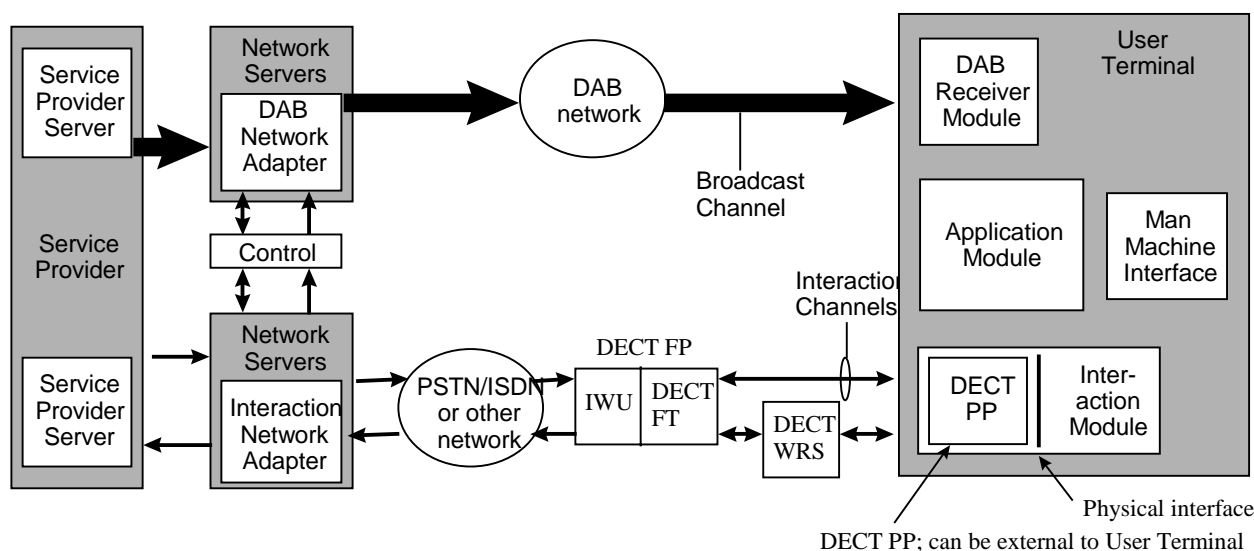 Service
Provider
Server
Service
Provider
Service
Provider
Server
Network
Servers
DAB
Network
Adapter
Control
Network
Servers
Interaction
Network
Adapter
DAB
network
Broadcast
Channel
PSTN/ISDN
or other
network
DECT FP
IWU
DECT
FT
DECT
WRS
Interaction
Channels
User
Terminal
DAB
Receiver
Module
Application
Module
Man
Machine
Interface
DECT
PP
Inter-
action
Module
Physical interface
DECT PP; can be external to User Terminal